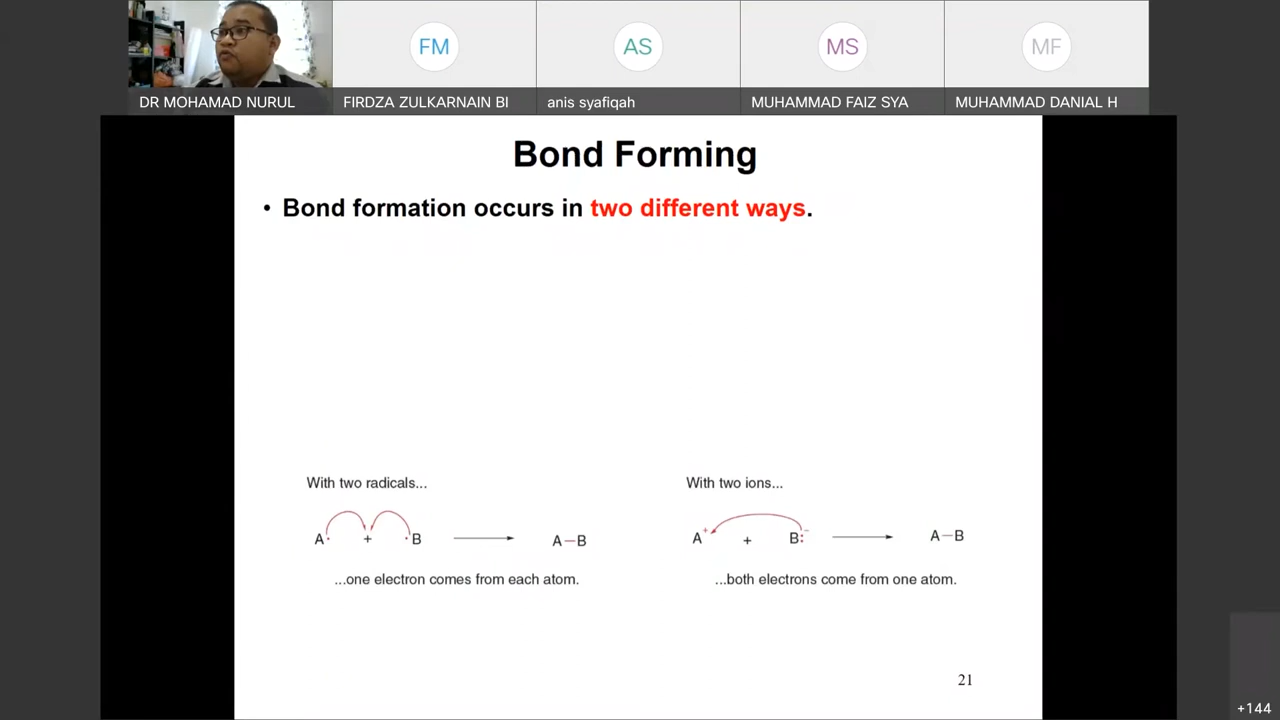 FM AS MS MF
DR MOHAMAD NURUL FIRDZA ZULKARNAIN BI anis syafiqah MUHAMMAD FAIZ SYA MUHAMMAD DANIAL H
Bond Forming
• Bond formation occurs in two different ways.
With two radicals...
A· + ·B A–B
...one electron comes from each atom.
With two ions...
A⁺ + B:⁻ A–B
...both electrons come from one atom.
21
+144